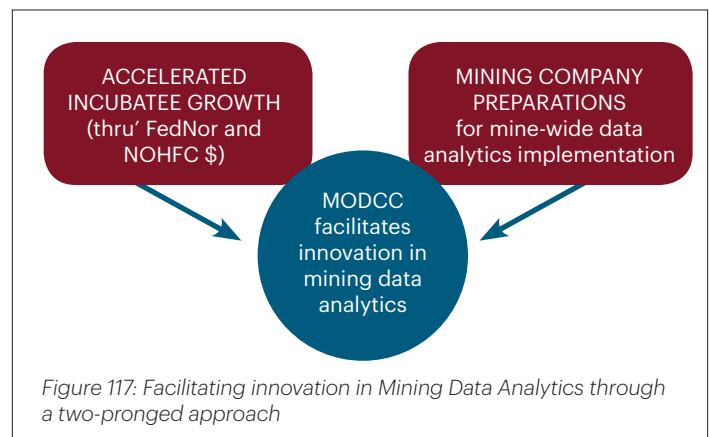 ACCELERATED
INCUBATEE GROWTH
(thru’ FedNor and
NOHFC $)
MINING COMPANY
PREPARATIONS
for mine-wide data
analytics implementation
MODCC
facilitates
innovation in
mining data
analytics
Figure 117: Facilitating innovation in Mining Data Analytics through
a two-pronged approach